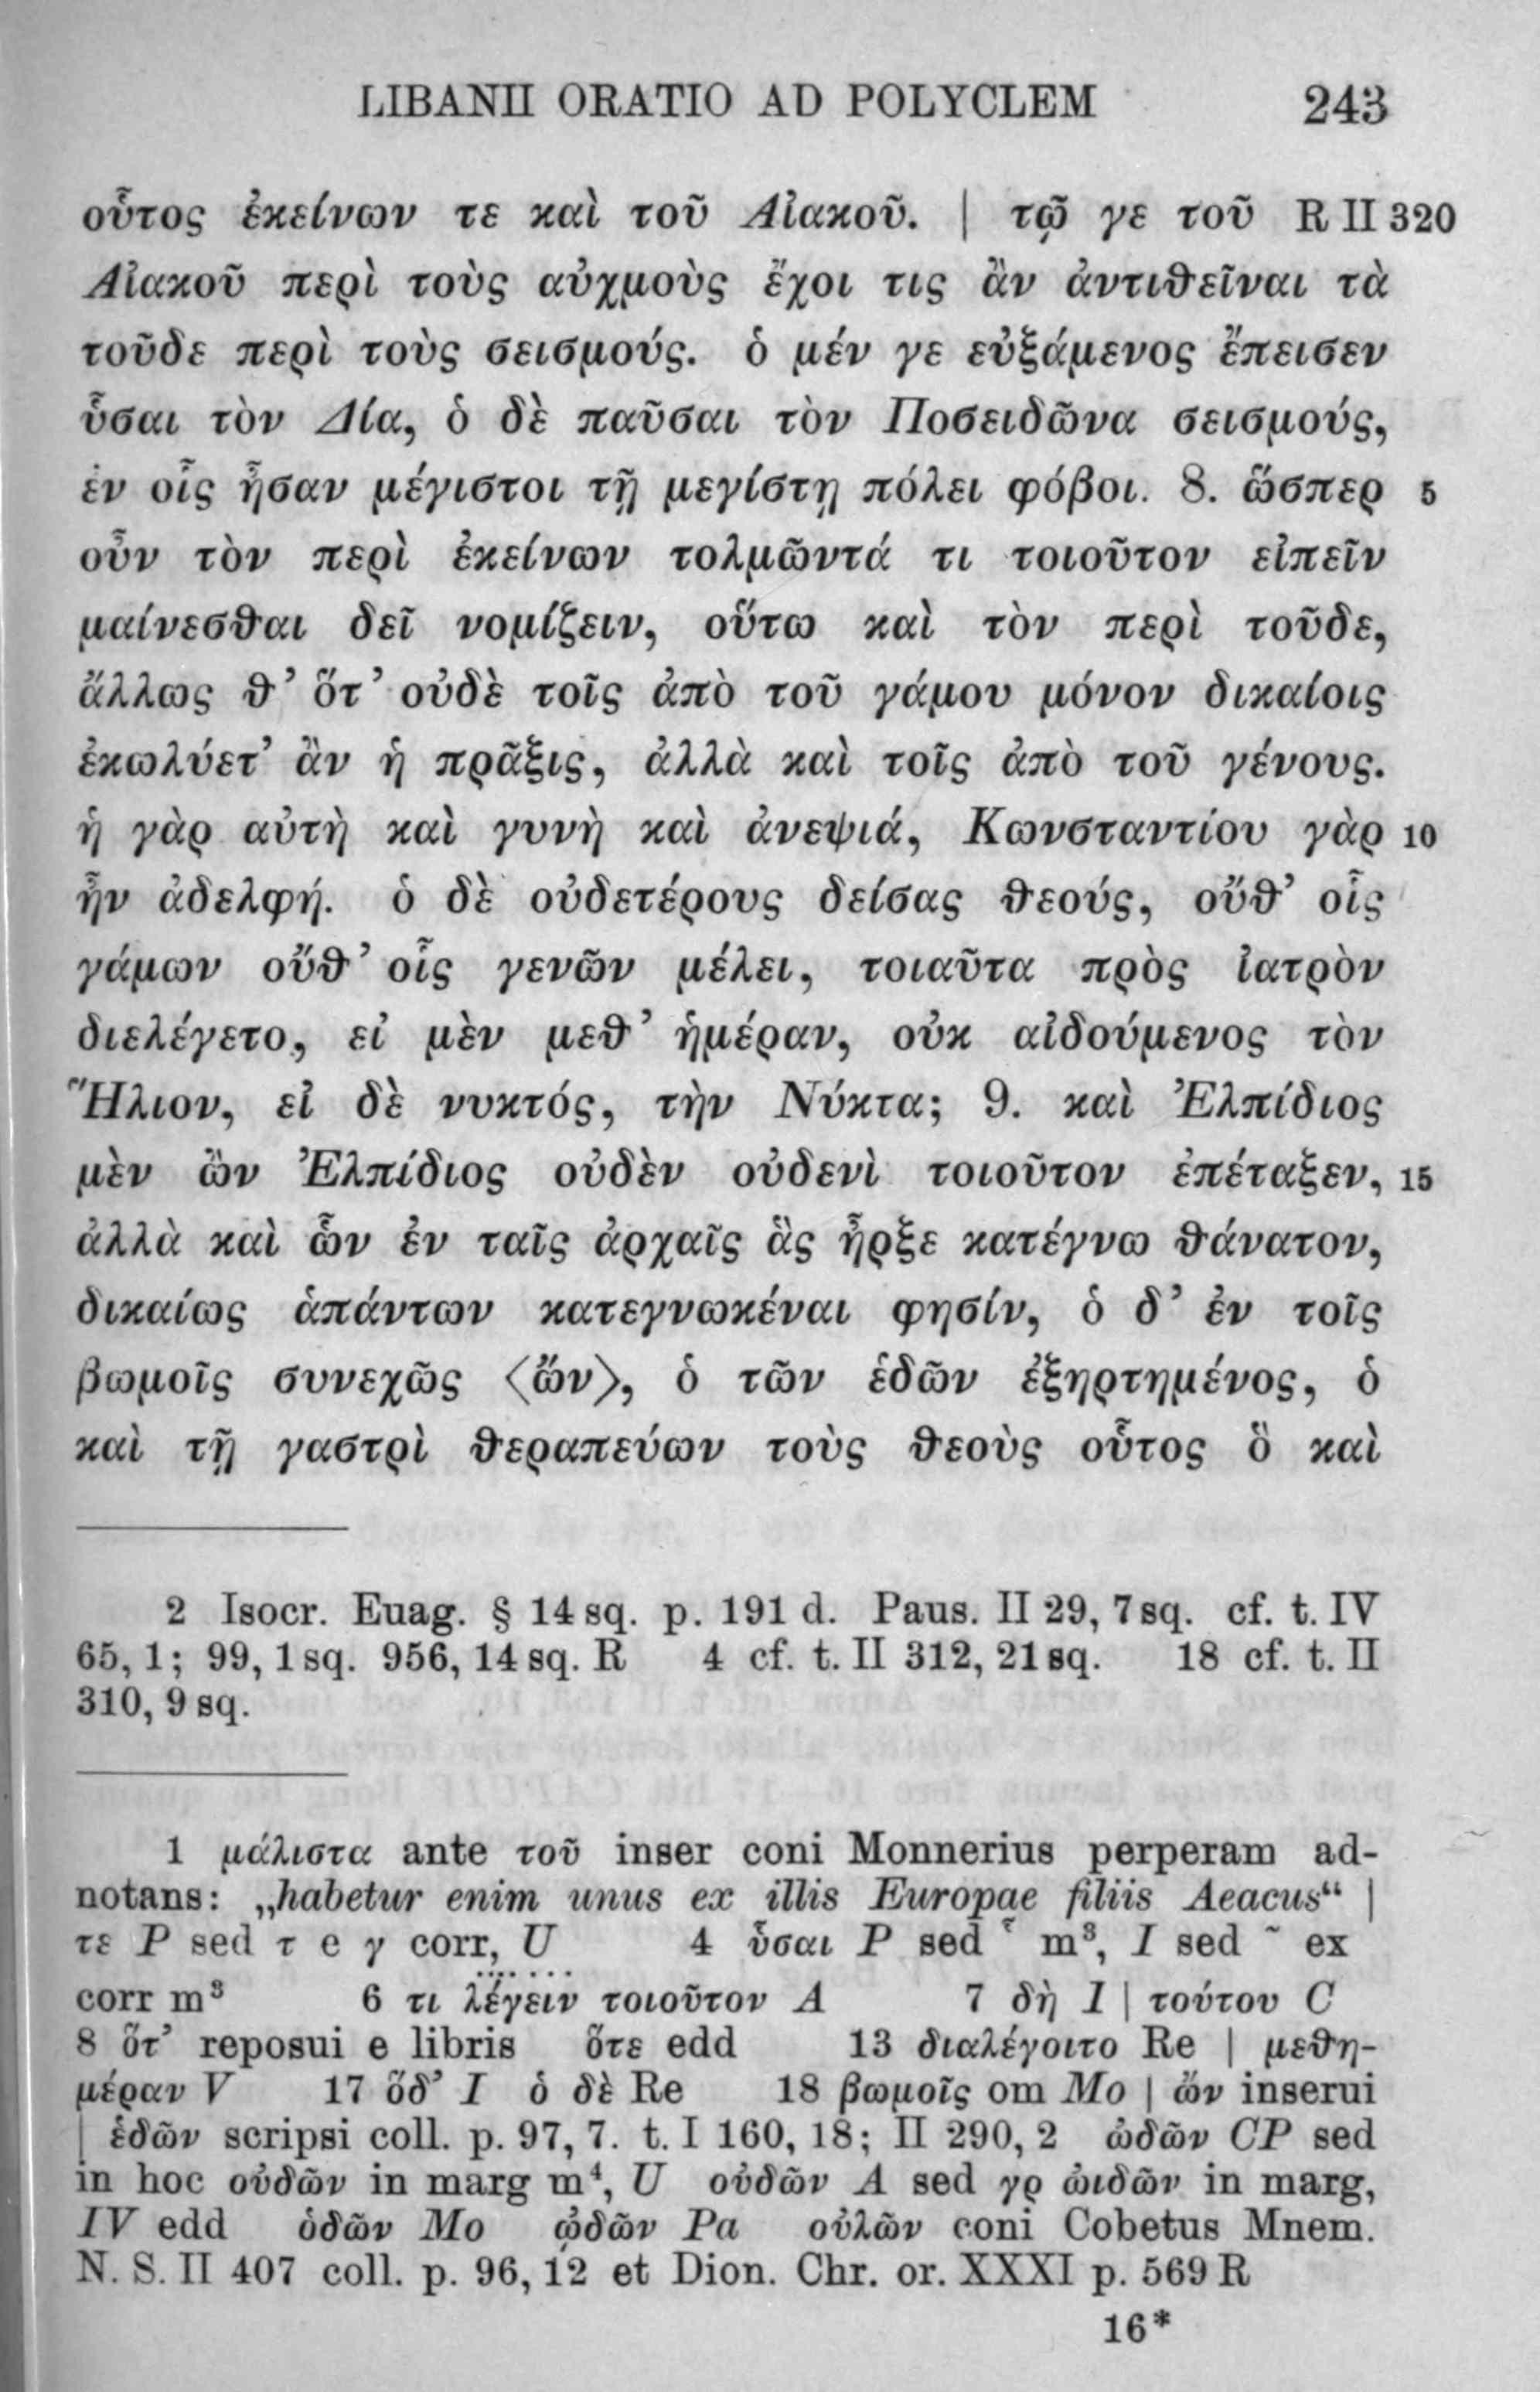 LIBANII ORATIO AD POLYCLEM 243
οὗτος ἐκείνων τε καὶ τοῦ Αἰακοῦ. | τῷ γε τοῦ R II 320
Αἰακοῦ περὶ τοὺς αὐχμοὺς ἔχοι τις ἂν ἀντιθεῖναι τὰ
τοῦδε περὶ τοὺς σεισμούς. ὁ μέν γε εὐξάμενος ἔπεισεν
ὗσαι τὸν Δία, ὁ δὲ παῦσαι τὸν Ποσειδῶνα σεισμούς,
ἐν οἷς ἦσαν μέγιστοι τῇ μεγίστῃ πόλει φόβοι. 8. ὥσπερ 5
οὖν τὸν περὶ ἐκείνων τολμῶντά τι τοιοῦτον εἰπεῖν
μαίνεσθαι δεῖ νομίζειν, οὕτω καὶ τὸν περὶ τοῦδε,
ἄλλως θ’ ὅτ’ οὐδὲ τοῖς ἀπὸ τοῦ γάμου μόνον δικαίοις
ἐκωλύετ’ ἂν ἡ πρᾶξις, ἀλλὰ καὶ τοῖς ἀπὸ τοῦ γένους.
ἡ γὰρ αὐτὴ καὶ γυνὴ καὶ ἀνεψιά, Κωνσταντίου γὰρ 10
ἦν ἀδελφή. ὁ δὲ οὐδετέρους δείσας θεούς, οὔθ’ οἷς
γάμων οὔθ’ οἷς γενῶν μέλει, τοιαῦτα πρὸς ἰατρὸν
διελέγετο, εἰ μὲν μεθ’ ἡμέραν, οὐκ αἰδούμενος τὸν
Ἥλιον, εἰ δὲ νυκτός, τὴν Νύκτα; 9. καὶ Ἐλπίδιος
μὲν ὢν Ἐλπίδιος οὐδὲν οὐδενὶ τοιοῦτον ἐπέταξεν, 15
ἀλλὰ καὶ ὧν ἐν ταῖς ἀρχαῖς ἃς ἦρξε κατέγνω θάνατον,
δικαίως ἁπάντων κατεγνωκέναι φησίν, ὁ δ’ ἐν τοῖς
βωμοῖς συνεχῶς ⟨ὤν⟩, ὁ τῶν ἑδῶν ἐξηρτημένος, ὁ
καὶ τῇ γαστρὶ θεραπεύων τοὺς θεοὺς οὗτος ὃ καὶ
2 Isocr. Euag. § 14 sq. p. 191 d. Paus. II 29, 7 sq. cf. t. IV
65, 1; 99, 1 sq. 956, 14 sq. R 4 cf. t. II 312, 21 sq. 18 cf. t. II
310, 9 sq.
1 μάλιστα ante τοῦ inser coni Monnerius perperam ad-
notans: „habetur enim unus ex illis Europae filiis Aeacus“ |
τε P sed τ e γ corr, U 4 ὗσαι P sed ῾ m³, I sed ῀ ex
corr m³ 6 τι λέγειν τοιοῦτον A 7 δὴ I | τούτου C
8 ὅτ’ reposui e libris ὅτε edd 13 διαλέγοιτο Re | μεθη-
μέραν V 17 ὅδ’ I ὁ δὲ Re 18 βωμοῖς om Mo | ὤν inserui
| ἑδῶν scripsi coll. p. 97, 7. t. I 160, 18; II 290, 2 ὠδῶν CP sed
in hoc οὐδῶν in marg m⁴, U οὐδῶν A sed γρ ὠιδῶν in marg,
IV edd ὁδῶν Mo ᾠδῶν Pa οὐλῶν coni Cobetus Mnem.
N. S. II 407 coll. p. 96, 12 et Dion. Chr. or. XXXI p. 569 R
16*